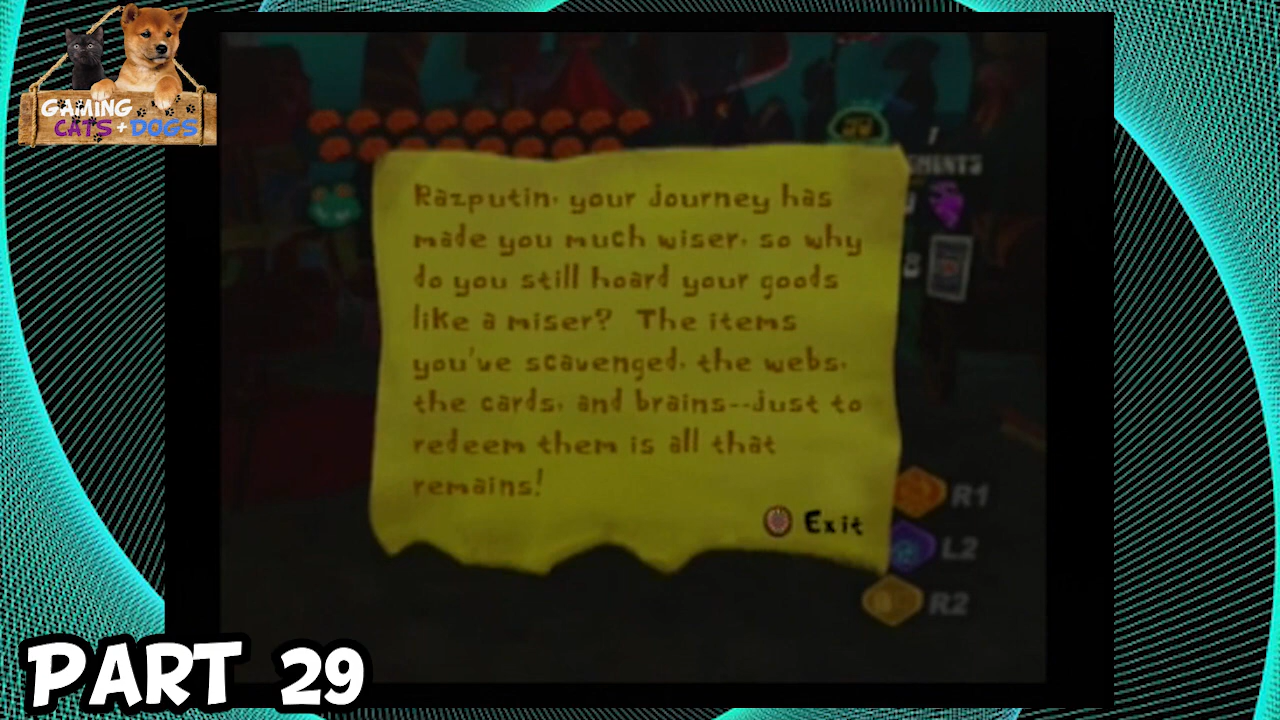 GAMING
CATS + DOGS
Razputin, your journey has
made you much wiser, so why
do you still hoard your goods
like a miser? The items
you've scavenged, the webs,
the cards, and brains--just to
redeem them is all that
remains!
Exit
R1
L2
R2
PART 29